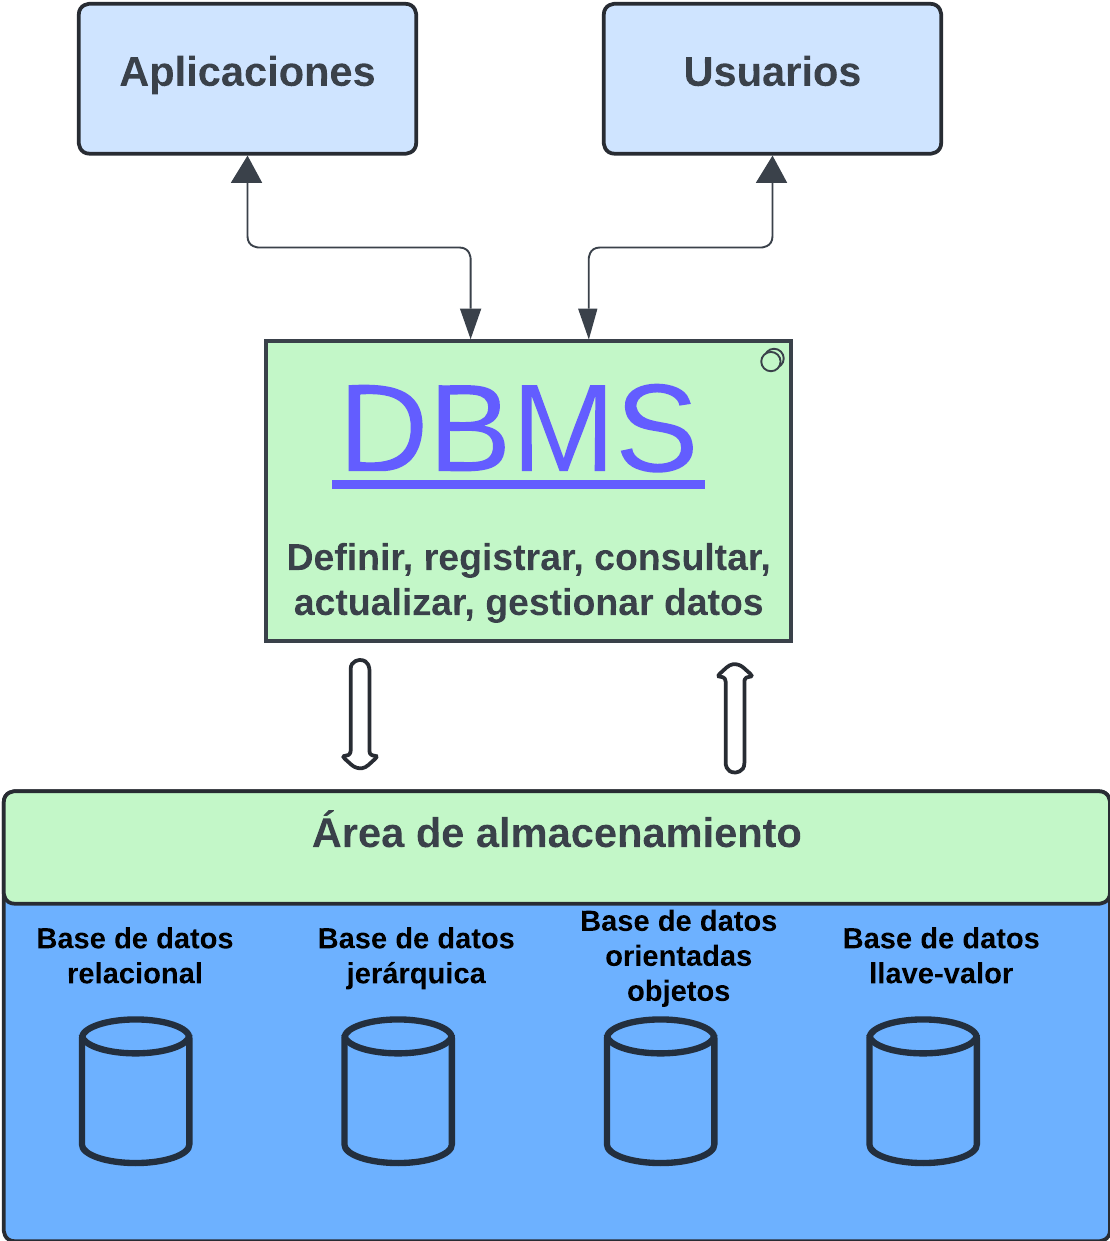 Aplicaciones
Usuarios
DBMS
Definir, registrar, consultar,
actualizar, gestionar datos
Área de almacenamiento
Base de datos
relacional
Base de datos
jerárquica
Base de datos
orientadas
objetos
Base de datos
llave-valor